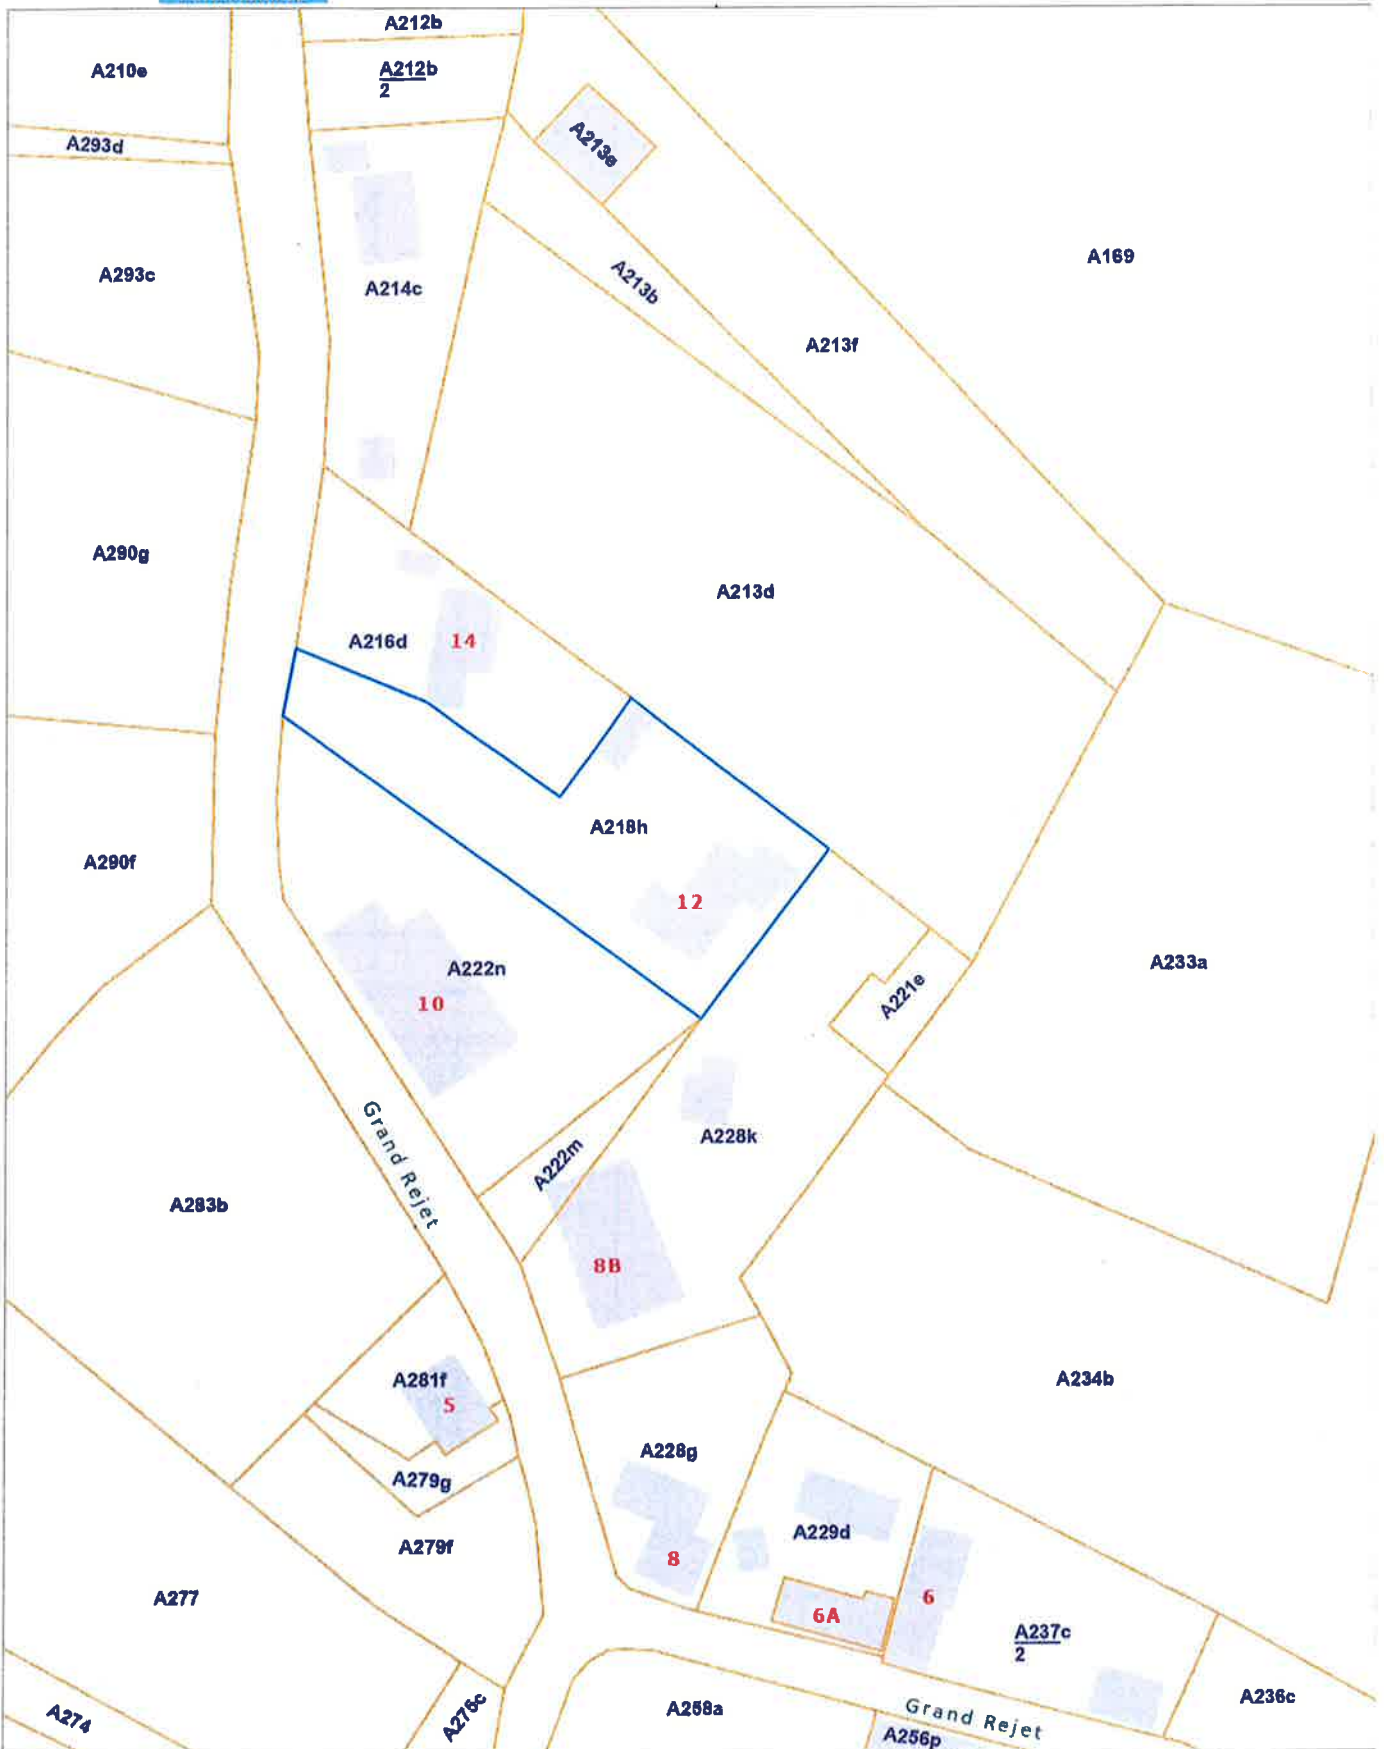 A212b
A210e
A212b
2
A213e
A293d
A169
A293c
A213b
A214c
A213f
A290g
A213d
A216d
14
A218h
A290f
12
A222n
A233a
A221e
10
Grand Rejet
A228k
A222m
A283b
8B
A281f
5
A234b
A228g
A279g
A229d
A279f
8
A277
6
6A
A237c
2
A236c
A258a
A276c
A274
Grand Rejet
A256p